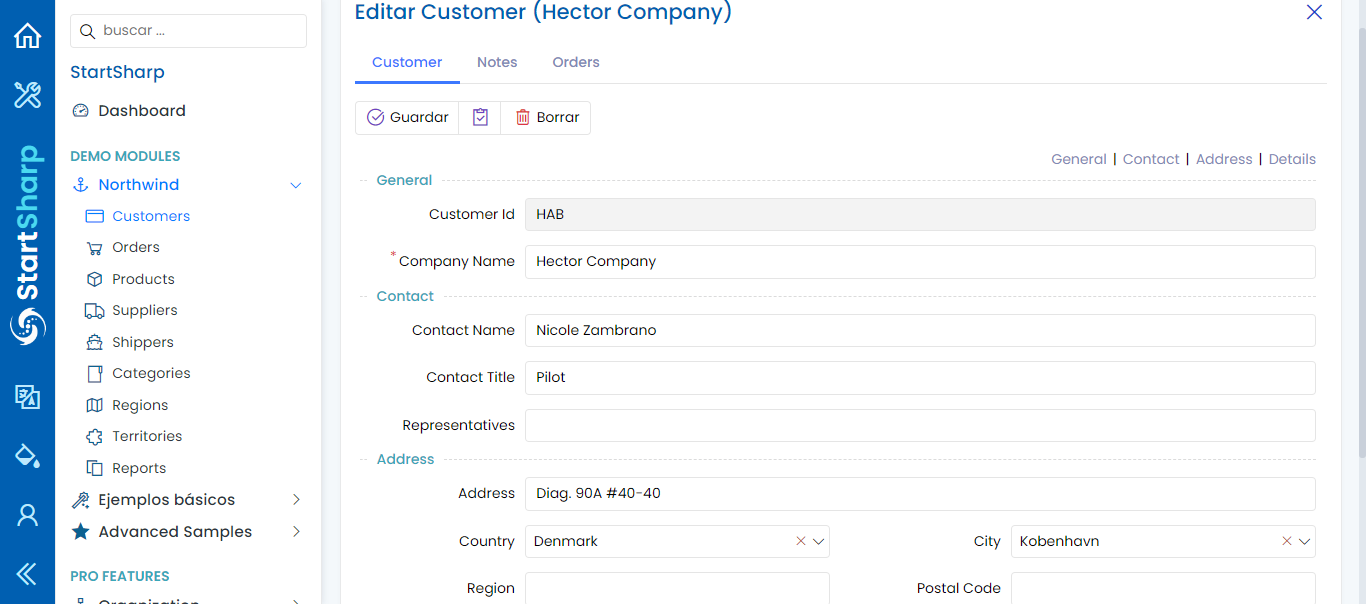 StartSharp
buscar ...
StartSharp
Dashboard
DEMO MODULES
Northwind
Customers
Orders
Products
Suppliers
Shippers
Categories
Regions
Territories
Reports
Ejemplos básicos
Advanced Samples
PRO FEATURES
Organization
Editar Customer (Hector Company)
Customer Notes Orders
Guardar Borrar
General | Contact | Address | Details
General
Customer Id HAB
* Company Name Hector Company
Contact
Contact Name Nicole Zambrano
Contact Title Pilot
Representatives
Address
Address Diag. 90A #40-40
Country Denmark City Kobenhavn
Region Postal Code